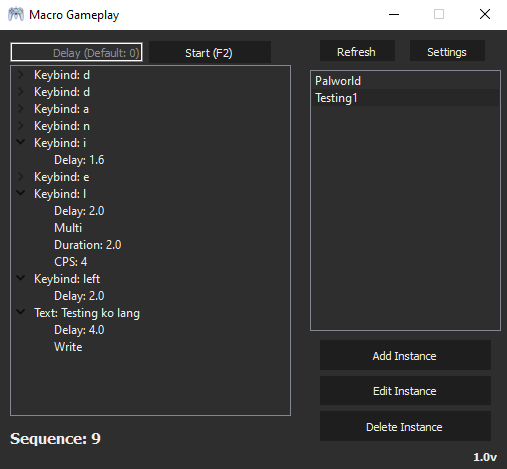 Macro Gameplay
Delay (Default: 0)
Start (F2)
Refresh
Settings
Keybind: d
Keybind: d
Keybind: a
Keybind: n
Keybind: i
Delay: 1.6
Keybind: e
Keybind: l
Delay: 2.0
Multi
Duration: 2.0
CPS: 4
Keybind: left
Delay: 2.0
Text: Testing ko lang
Delay: 4.0
Write
Palworld
Testing1
Add Instance
Edit Instance
Delete Instance
Sequence: 9
1.0v